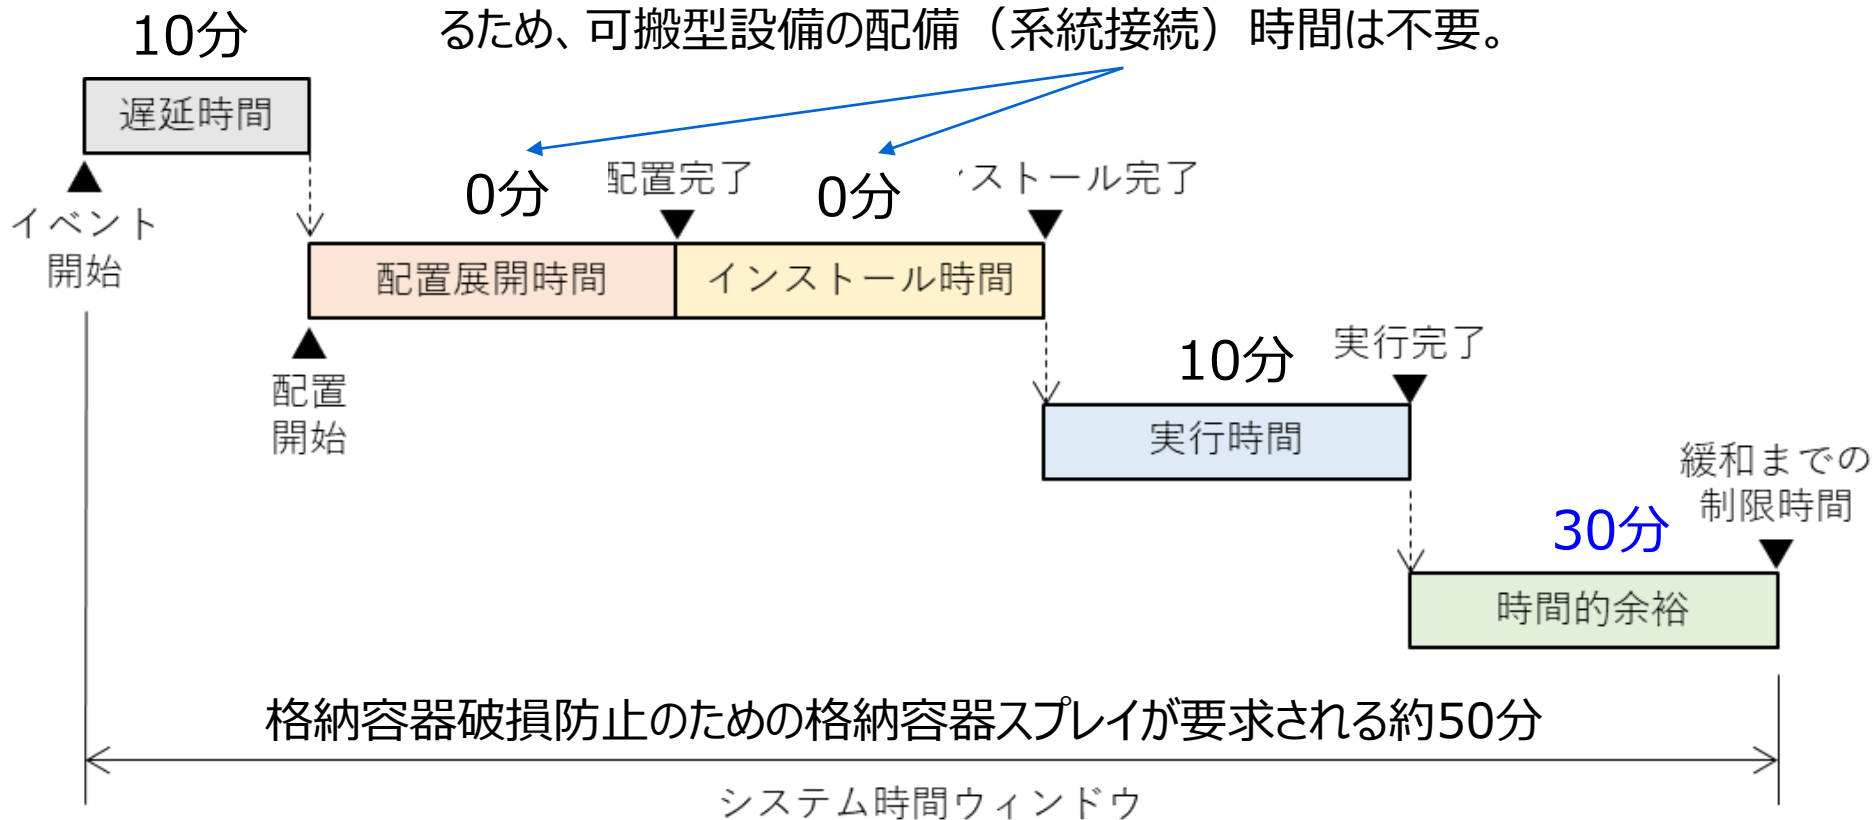 るため、可搬型設備の配備（系統接続）時間は不要。
10分
遅延時間
イベント
開始
0分
配置完了
0分
ストール完了
配置展開時間
インストール時間
配置
開始
10分
実行完了
実行時間
緩和までの
制限時間
30分
時間的余裕
格納容器破損防止のための格納容器スプレイが要求される約50分
システム時間ウィンドウ